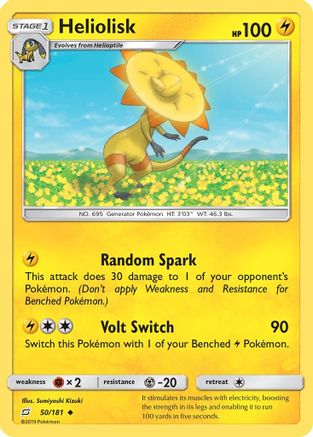 STAGE 1
Heliolisk
HP 100
Evolves from Helioptile
NO. 695 Generator Pokémon HT: 3'03" WT: 46.3 lbs.
Random Spark
This attack does 30 damage to 1 of your opponent's
Pokémon. (Don't apply Weakness and Resistance for
Benched Pokémon.)
Volt Switch 90
Switch this Pokémon with 1 of your Benched Pokémon.
weakness × 2 resistance -20 retreat
Illus. Sumiyoshi Kizuki
50/181
©2019 Pokémon
It stimulates its muscles with electricity, boosting
the strength in its legs and enabling it to run
100 yards in five seconds.